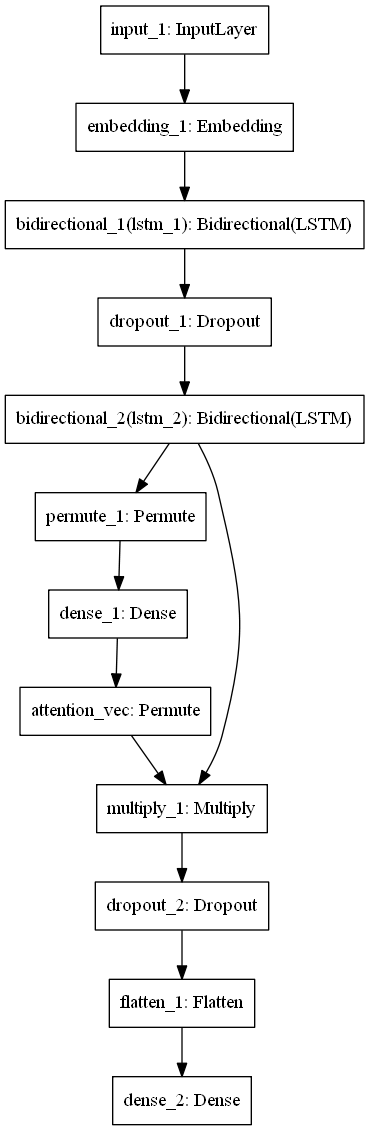 input_1: InputLayer
embedding_1: Embedding
bidirectional_1(lstm_1): Bidirectional(LSTM)
dropout_1: Dropout
bidirectional_2(lstm_2): Bidirectional(LSTM)
permute_1: Permute
dense_1: Dense
attention_vec: Permute
multiply_1: Multiply
dropout_2: Dropout
flatten_1: Flatten
dense_2: Dense